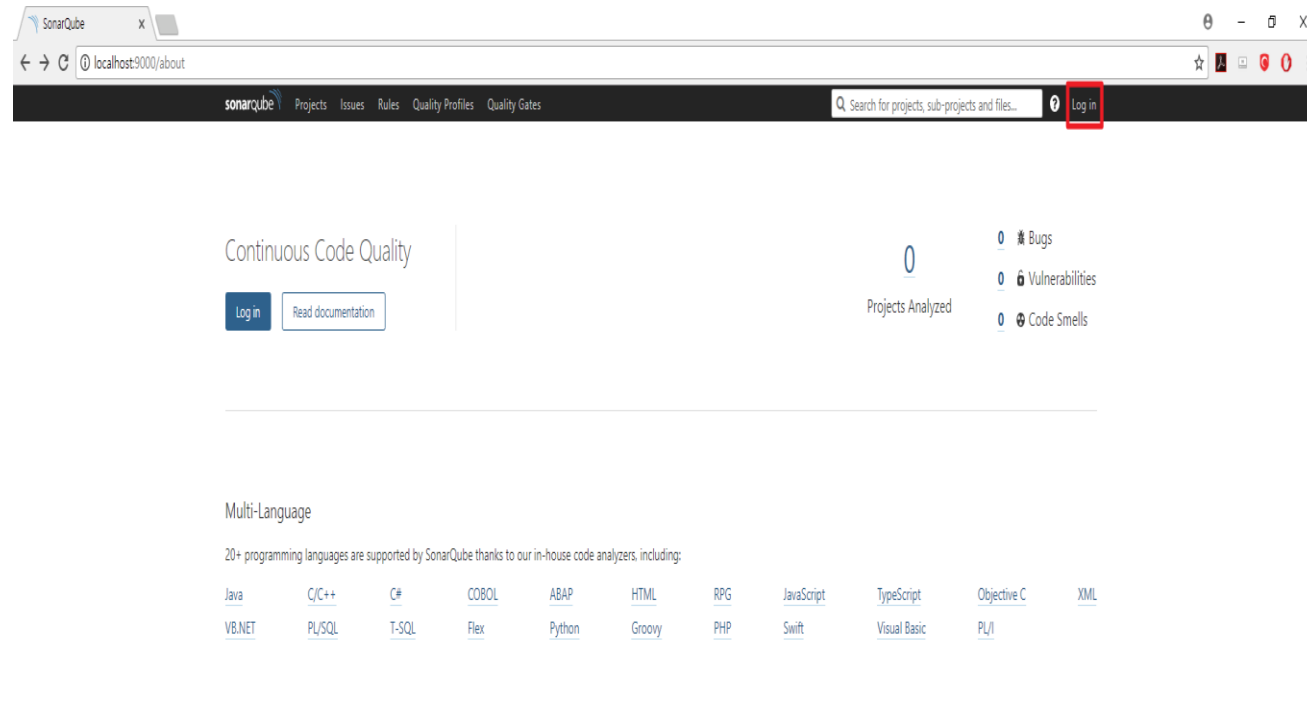 SonarQube x
localhost:9000/about
sonarqube Projects Issues Rules Quality Profiles Quality Gates Search for projects, sub-projects and files... Log in
Continuous Code Quality
Log in Read documentation
0
Projects Analyzed
0 Bugs
0 Vulnerabilities
0 Code Smells
Multi-Language
20+ programming languages are supported by SonarQube thanks to our in-house code analyzers, including:
Java C/C++ C# COBOL ABAP HTML RPG JavaScript TypeScript Objective C XML
VB.NET PL/SQL T-SQL Flex Python Groovy PHP Swift Visual Basic PL/I